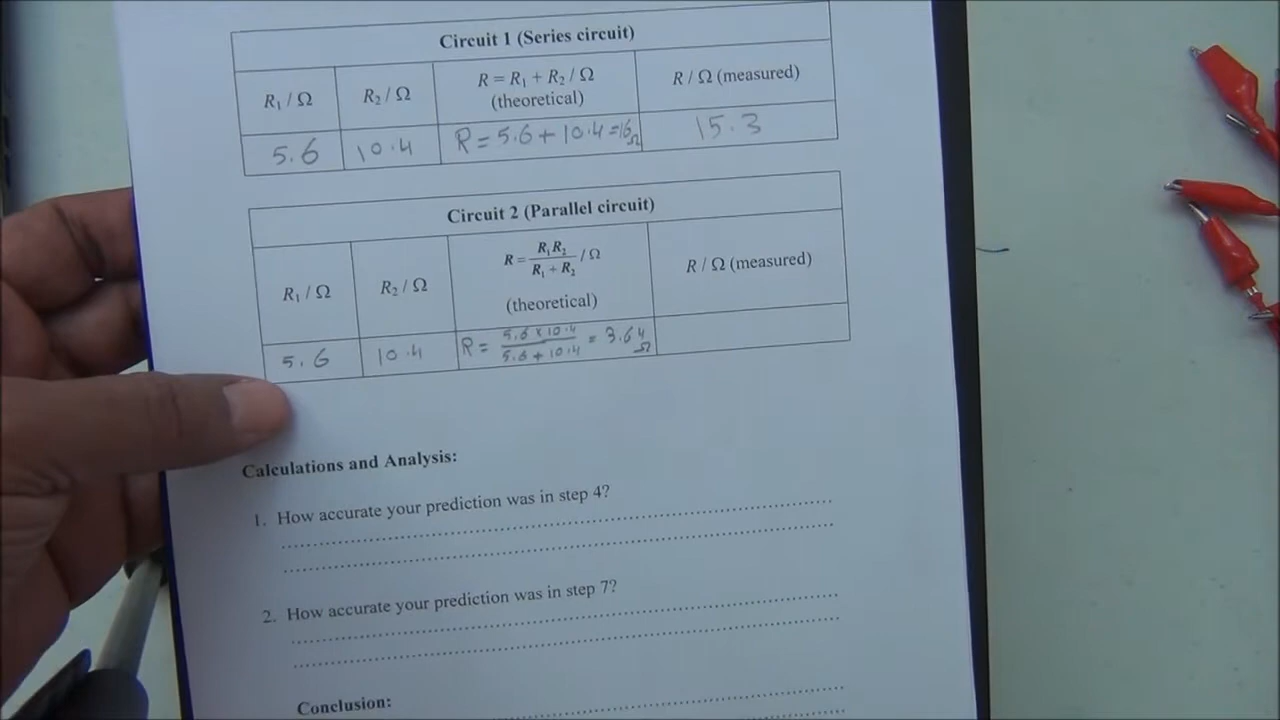 Circuit 1 (Series circuit)
R₁ / Ω R₂ / Ω R = R₁ + R₂ / Ω (theoretical) R / Ω (measured)
5.6 10.4 R = 5.6 + 10.4 = 16 Ω 15.3
Circuit 2 (Parallel circuit)
R₁ / Ω R₂ / Ω R = R₁R₂ / R₁ + R₂ / Ω (theoretical) R / Ω (measured)
5.6 10.4 R = 5.6 x 10.4 / 5.6 + 10.4 = 3.64 Ω
Calculations and Analysis:
1. How accurate your prediction was in step 4?
2. How accurate your prediction was in step 7?
Conclusion: